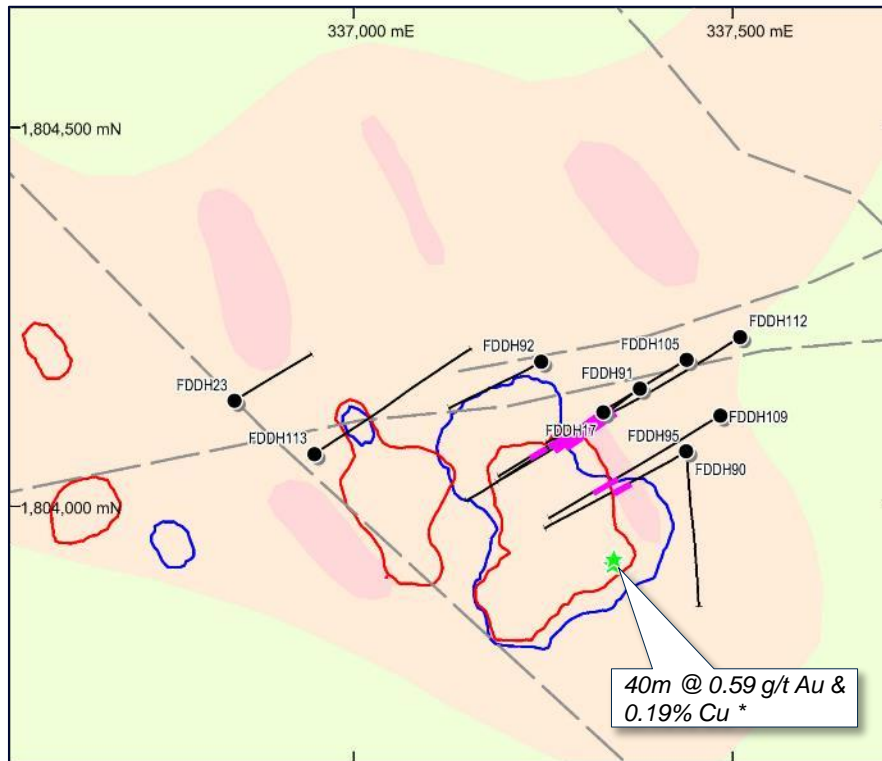 337,000 mE
337,500 mE
1,804,500 mN
FDDH112
FDDH92
FDDH105
FDDH91
FDDH23
FDDH109
FDDH17
FDDH95
FDDH113
FDDH90
1,804,000 mN
40m @ 0.59 g/t Au &
0.19% Cu *